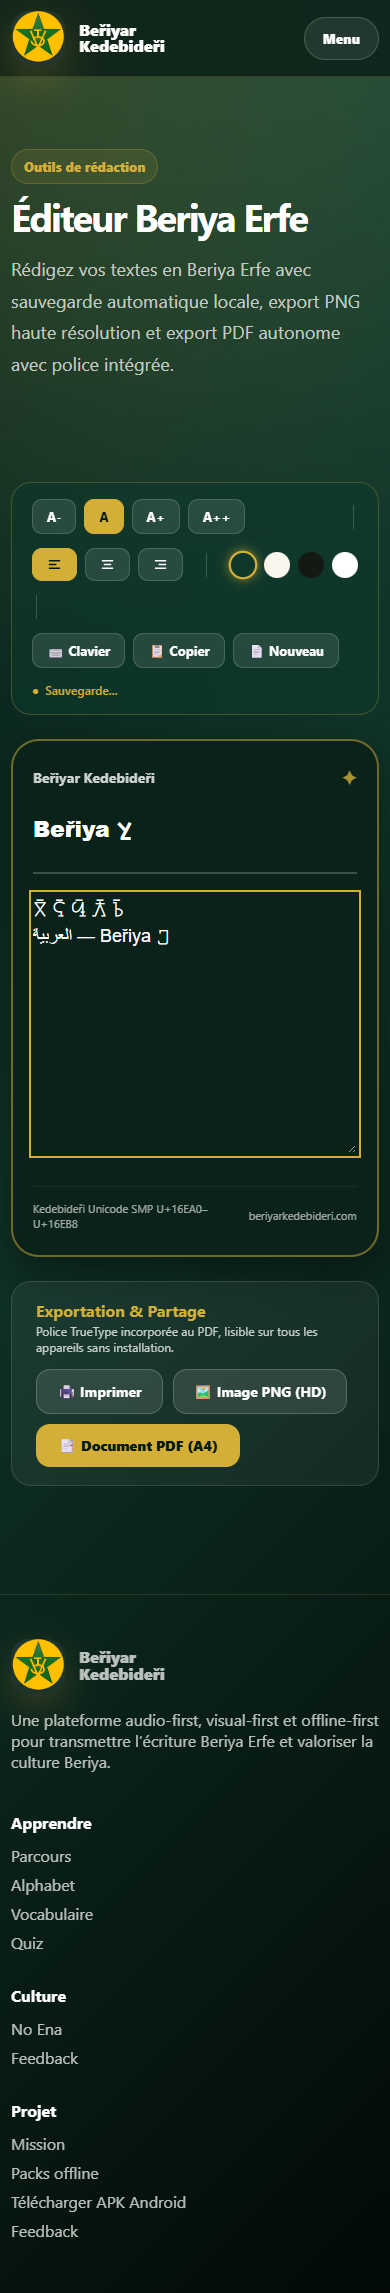 Beřiyar
Kedebideři
Menu
Outils de rédaction
Éditeur Beriya Erfe
Rédigez vos textes en Beriya Erfe avec
sauvegarde automatique locale, export PNG
haute résolution et export PDF autonome
avec police intégrée.
A- A A+ A++
Clavier Copier Nouveau
Sauvegarde...
Beřiyar Kedebideři
Beřiya
العربية — Beřiya
Kedebideři Unicode SMP U+16EA0–
U+16EB8
beriyarkedebideri.com
Exportation & Partage
Police TrueType incorporée au PDF, lisible sur tous les
appareils sans installation.
Imprimer Image PNG (HD)
Document PDF (A4)
Beřiyar
Kedebideři
Une plateforme audio-first, visual-first et offline-first
pour transmettre l'écriture Beriya Erfe et valoriser la
culture Beriya.
Apprendre
Parcours
Alphabet
Vocabulaire
Quiz
Culture
No Ena
Feedback
Projet
Mission
Packs offline
Télécharger APK Android
Feedback